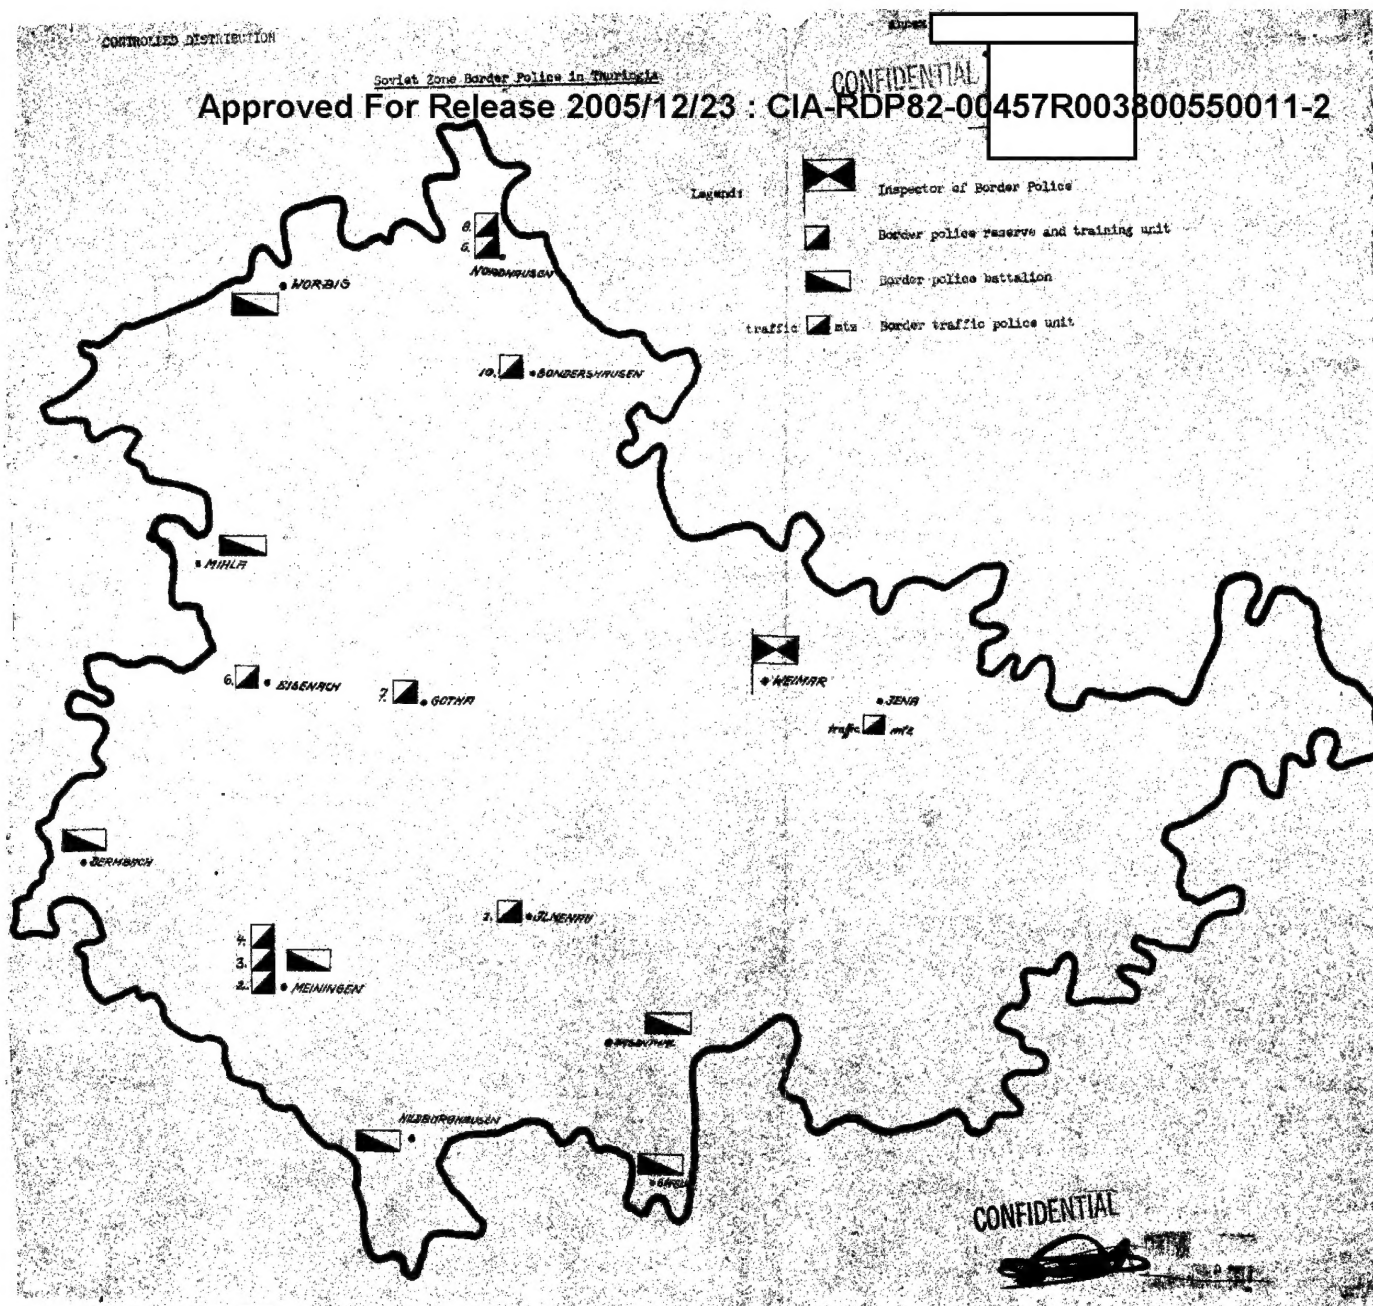 CONTROLLED DISTRIBUTION
Annex
Soviet Zone Border Police in Thuringia
CONFIDENTIAL
Approved For Release 2005/12/23 : CIA-RDP82-00457R003800550011-2
Legend:
Inspector of Border Police
Border police reserve and training unit
Border police battalion
traffic mtz Border traffic police unit
8.
NORDHAUSEN
WORBIS
10. SONDERSHAUSEN
MIHLA
6. EISENACH
7. GOTHA
WEIMAR
JENA
traffic mtz
DERMBACH
ILMENAU
4.
3.
2. MEININGEN
HILDBURGHAUSEN
CONFIDENTIAL